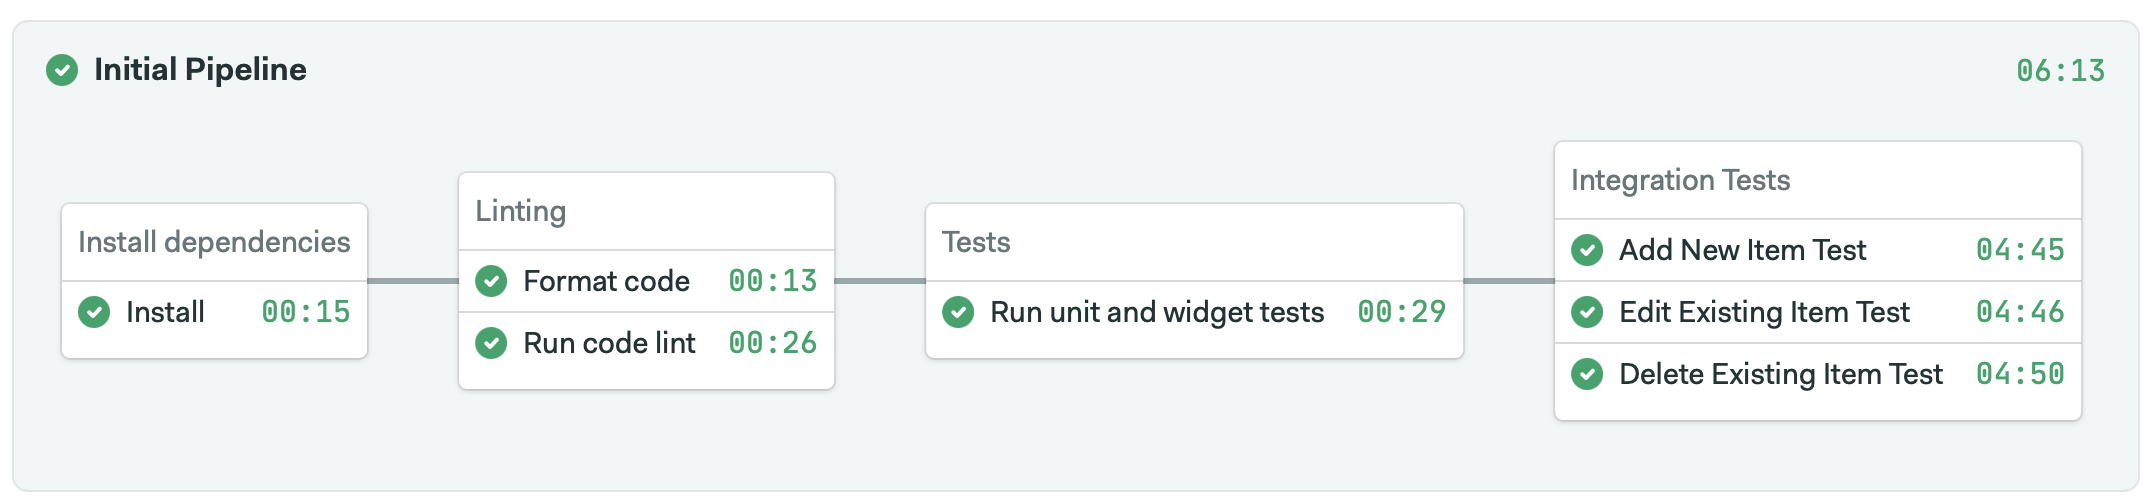 Initial Pipeline 06:13
Install dependencies
Install 00:15
Linting
Format code 00:13
Run code lint 00:26
Tests
Run unit and widget tests 00:29
Integration Tests
Add New Item Test 04:45
Edit Existing Item Test 04:46
Delete Existing Item Test 04:50